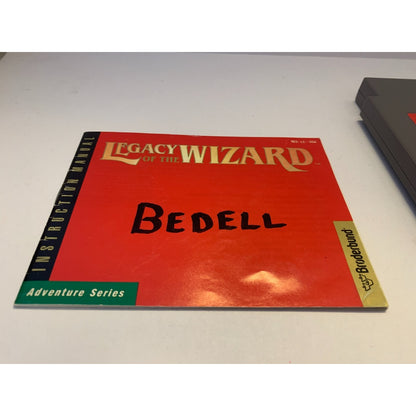 LEGACY
OF THE
WIZARD
BEDELL
INSTRUCTION MANUAL
Adventure Series
Brøderbund